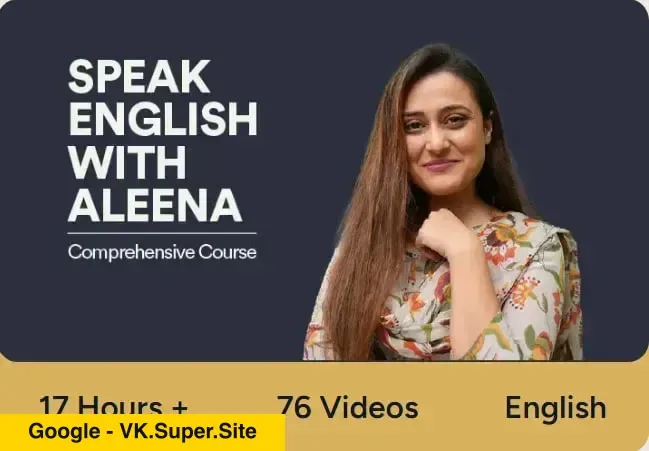 SPEAK
ENGLISH
WITH
ALEENA
Comprehensive Course
17 Hours + 76 Videos English
Google - VK.Super.Site